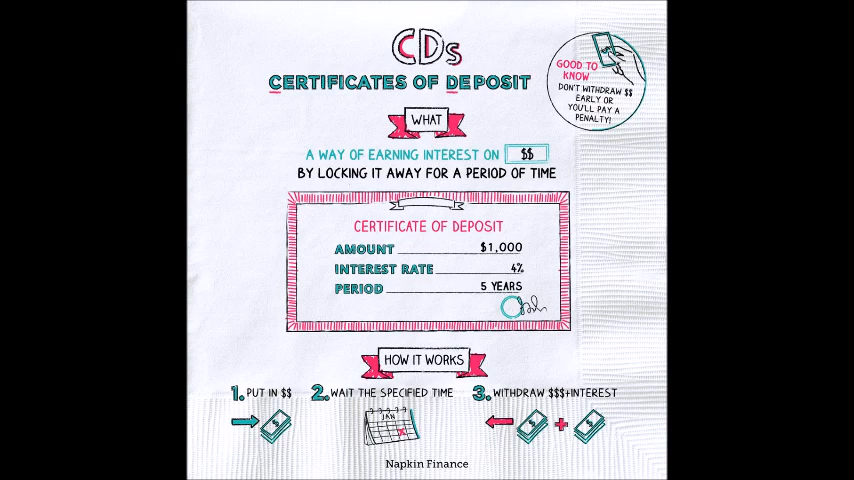 CDs
CERTIFICATES OF DEPOSIT
GOOD TO
KNOW
DON'T WITHDRAW $$
EARLY OR
YOU'LL PAY A
PENALTY!
WHAT
A WAY OF EARNING INTEREST ON $$
BY LOCKING IT AWAY FOR A PERIOD OF TIME
CERTIFICATE OF DEPOSIT
AMOUNT $1,000
INTEREST RATE 4%
PERIOD 5 YEARS
HOW IT WORKS
1. PUT IN $$ 2. WAIT THE SPECIFIED TIME 3. WITHDRAW $$$+INTEREST
JAN
Napkin Finance